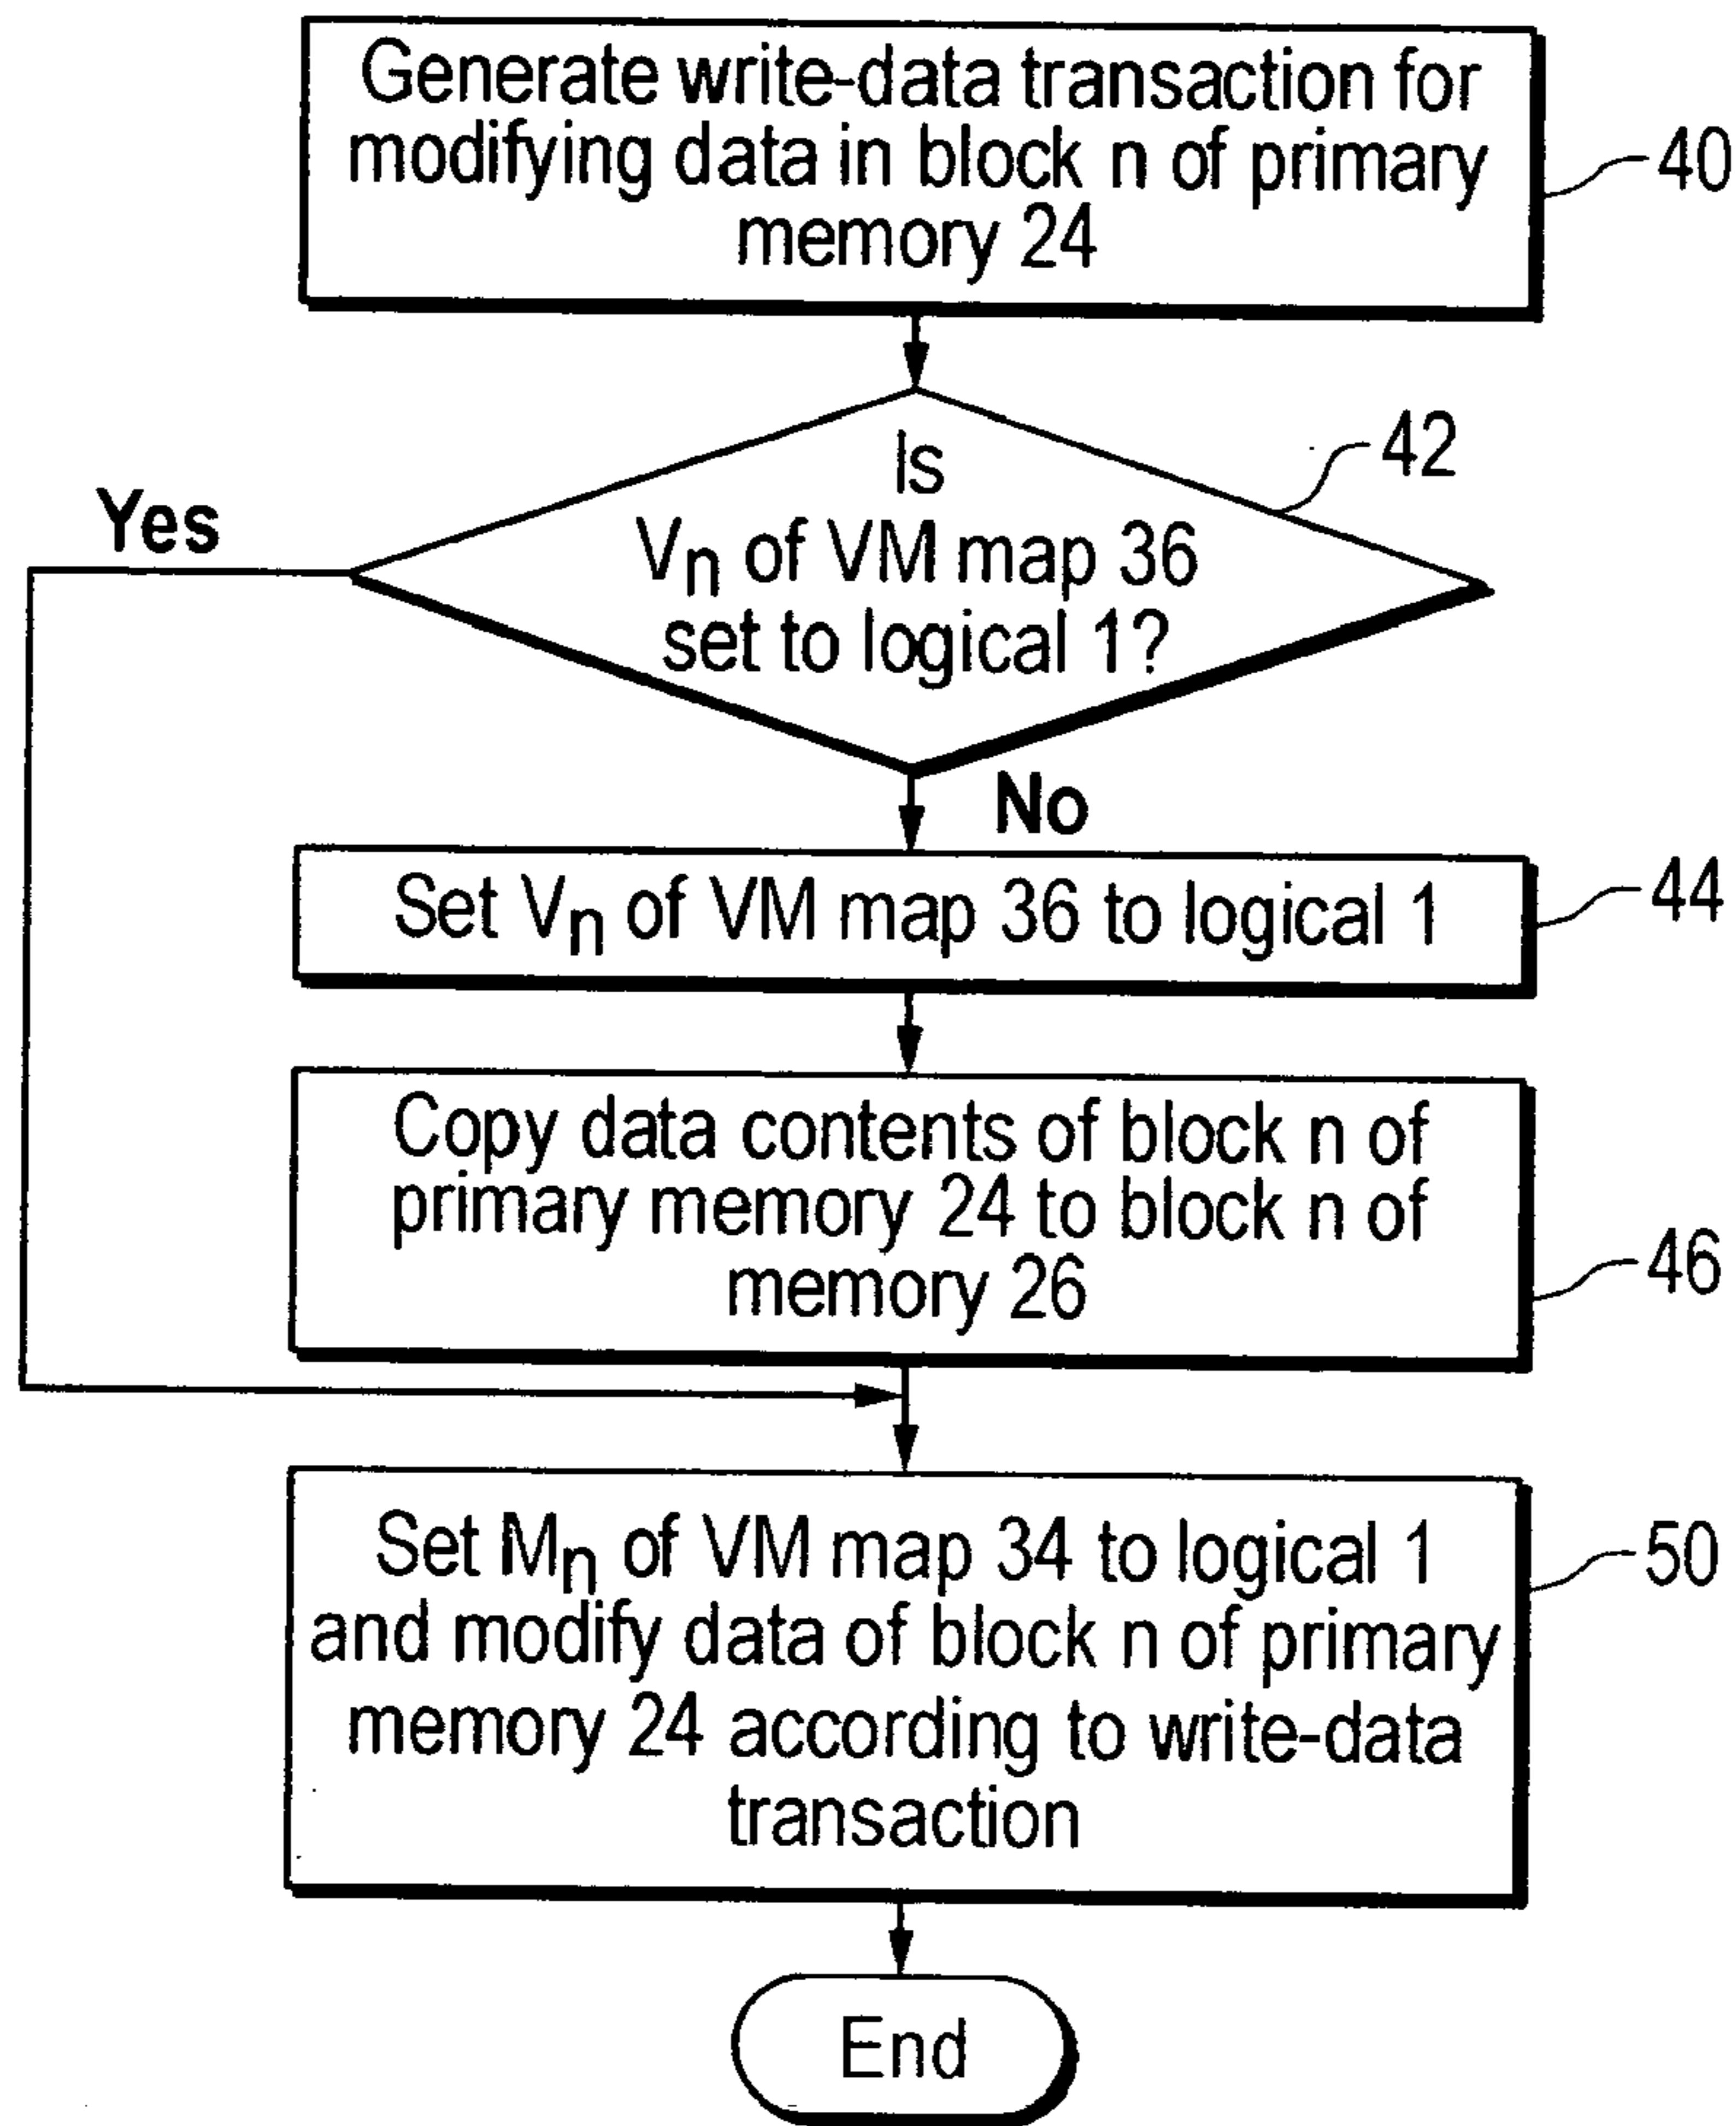 Generate write-data transaction for
modifying data in block n of primary
memory 24
40
Is
Vn of VM map 36
set to logical 1?
42
Yes
No
Set Vn of VM map 36 to logical 1
44
Copy data contents of block n of
primary memory 24 to block n of
memory 26
46
Set Mn of VM map 34 to logical 1
and modify data of block n of primary
memory 24 according to write-data
transaction
50
End